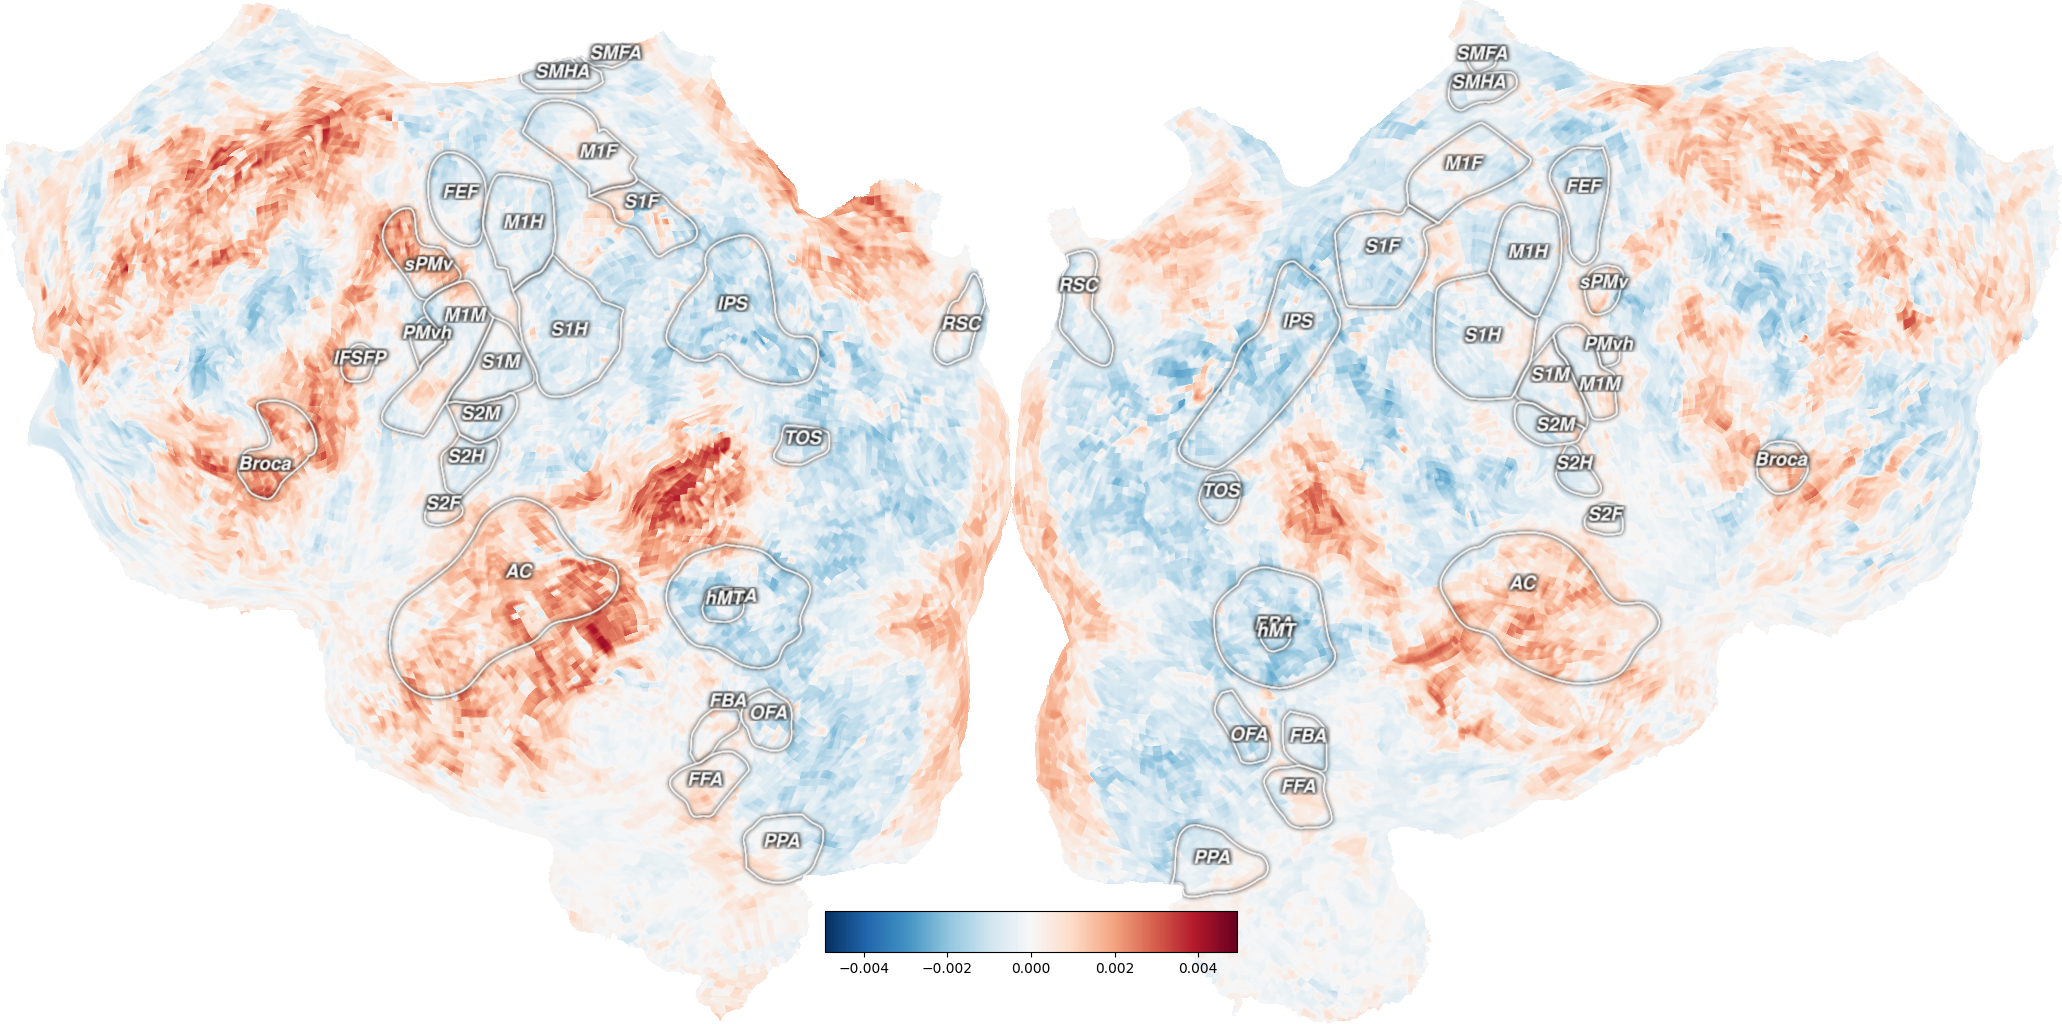 SMFA
SMHA
M1F
FEF
S1F
M1H
sPMv
IPS
M1M
PMvh
S1H
RSC
IFSFP
S1M
S2M
TOS
Broca
S2H
S2F
AC
hMT
FBA
OFA
FFA
PPA
SMFA
SMHA
M1F
FEF
S1F
M1H
RSC
sPMv
IPS
S1H
PMvh
S1M
M1M
S2M
Broca
S2H
TOS
S2F
AC
hMT
OFA
FBA
FFA
PPA
−0.004 −0.002 0.000 0.002 0.004